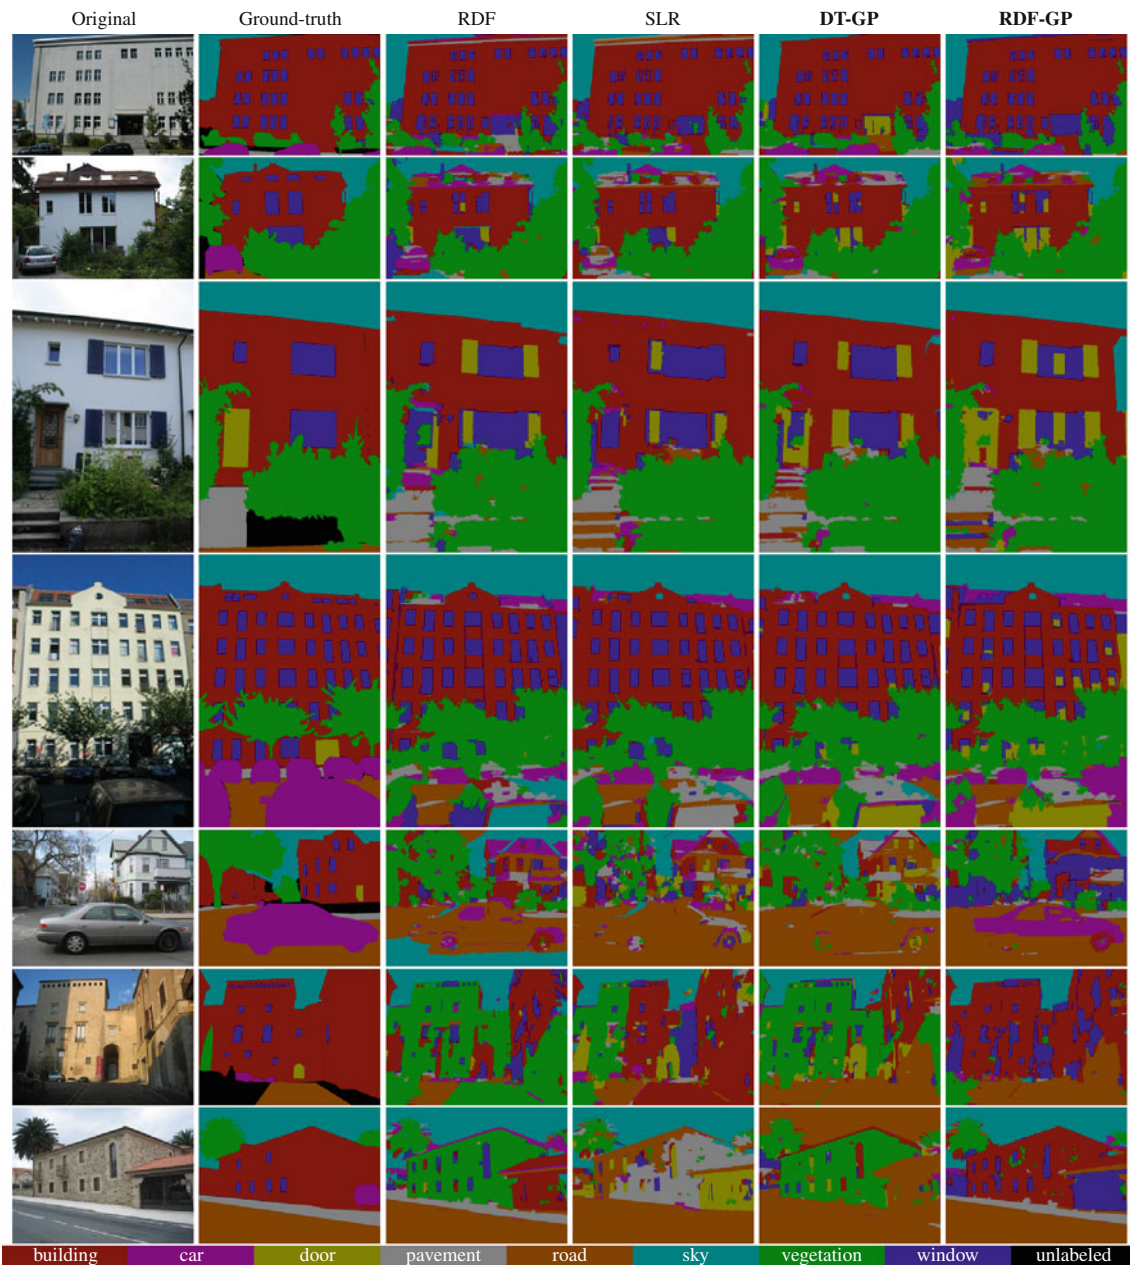 Original Ground-truth RDF SLR DT-GP RDF-GP
building car door pavement road sky vegetation window unlabeled